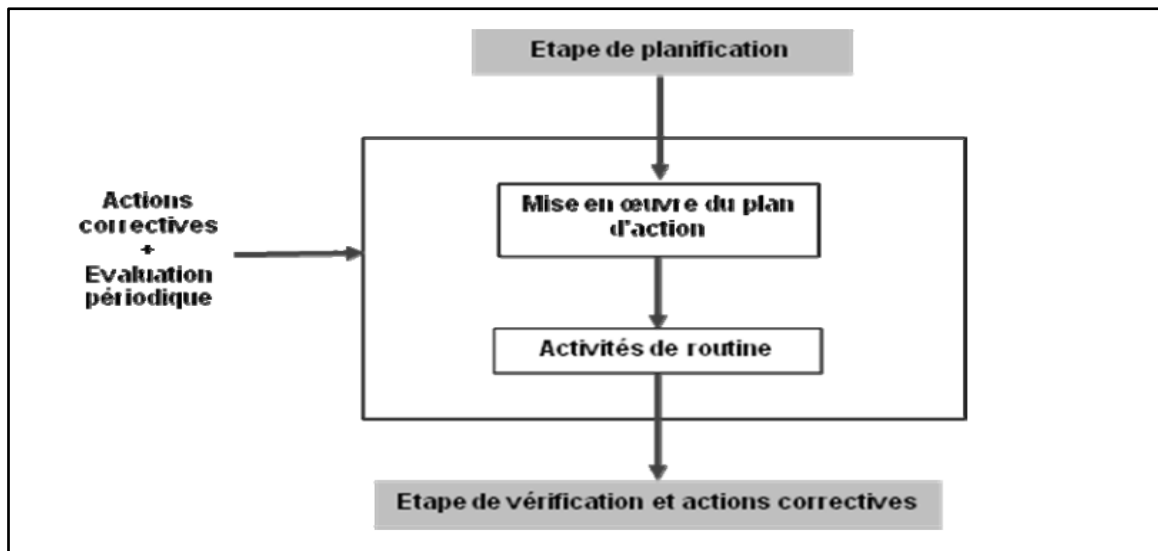 Etape de planification
Mise en œuvre du plan
d'action
Actions
correctives
+
Evaluation
périodique
Activités de routine
Etape de vérification et actions correctives